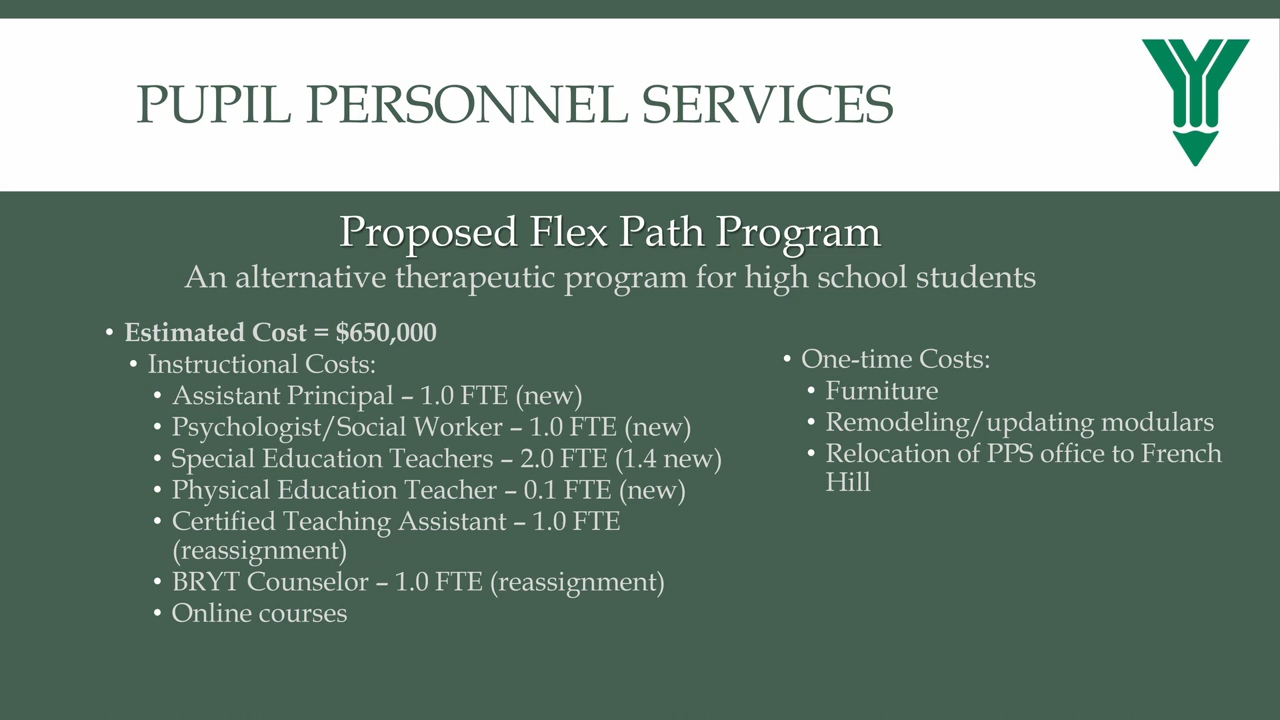 PUPIL PERSONNEL SERVICES
Proposed Flex Path Program
An alternative therapeutic program for high school students
• Estimated Cost = $650,000
• Instructional Costs:
• Assistant Principal – 1.0 FTE (new)
• Psychologist/Social Worker – 1.0 FTE (new)
• Special Education Teachers – 2.0 FTE (1.4 new)
• Physical Education Teacher – 0.1 FTE (new)
• Certified Teaching Assistant – 1.0 FTE
(reassignment)
• BRYT Counselor – 1.0 FTE (reassignment)
• Online courses
• One-time Costs:
• Furniture
• Remodeling/updating modulars
• Relocation of PPS office to French
Hill